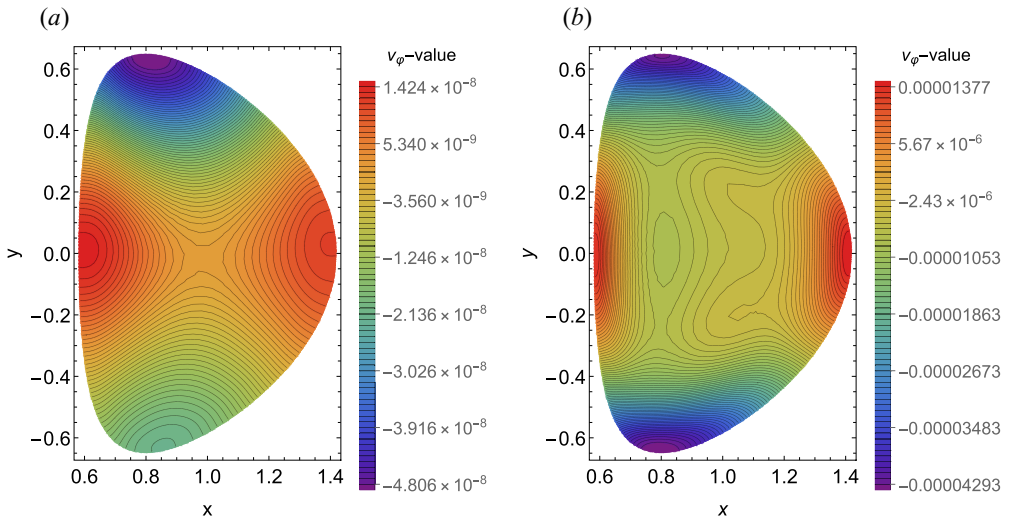 (a)
y
0.6
0.4
0.2
0.0
−0.2
−0.4
−0.6
0.6 0.8 1.0 1.2 1.4
x
vφ−value
1.424 × 10⁻⁸
5.340 × 10⁻⁹
−3.560 × 10⁻⁹
−1.246 × 10⁻⁸
−2.136 × 10⁻⁸
−3.026 × 10⁻⁸
−3.916 × 10⁻⁸
−4.806 × 10⁻⁸
(b)
y
0.6
0.4
0.2
0.0
−0.2
−0.4
−0.6
0.6 0.8 1.0 1.2 1.4
x
vφ−value
0.00001377
5.67 × 10⁻⁶
−2.43 × 10⁻⁶
−0.00001053
−0.00001863
−0.00002673
−0.00003483
−0.00004293